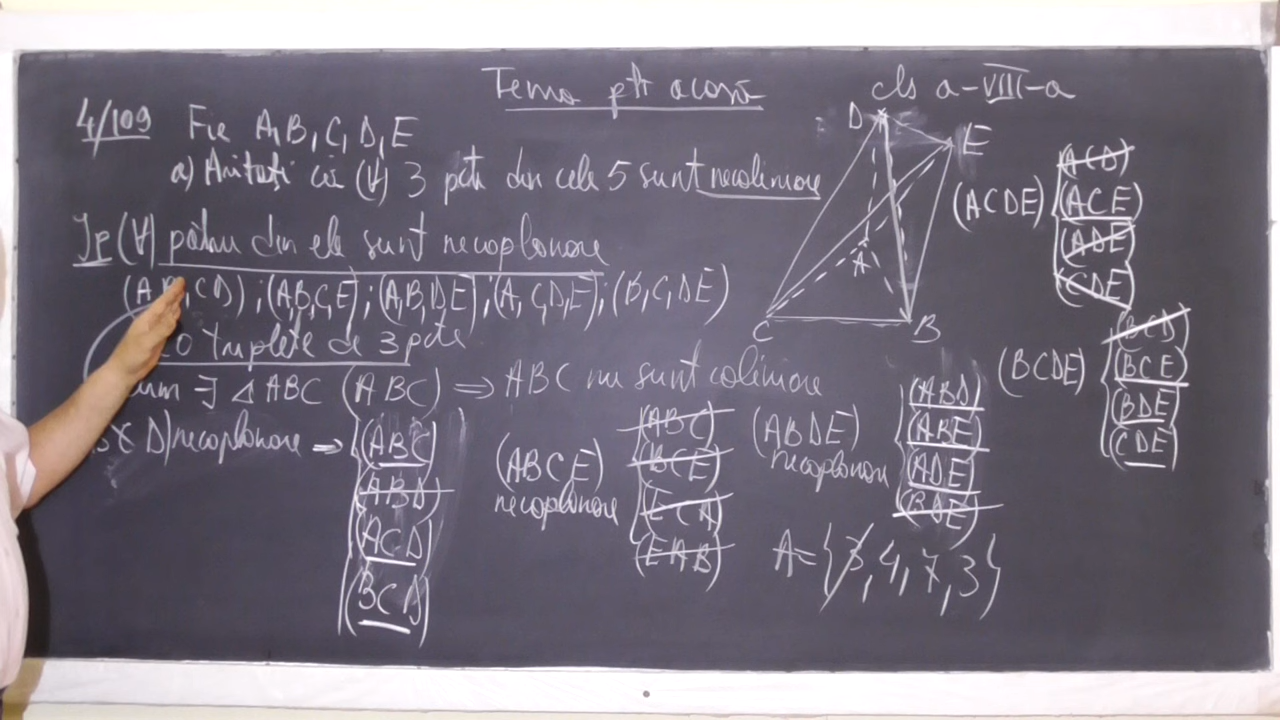 Tema ptr acasă cls a-VIII-a
4/109 Fie A,B,C,D,E
a) Arătați că (∀) 3 pcte din cele 5 sunt necoliniare
Ip (∀) patru din ele sunt necoplanare
CD) ; (A,B,C,E) ; (A,B,D,E) ; (A,C,D,E) ; (B,C,D,E)
triplete de 3 pcte
∃ △ ABC (ABC) ⇒ ABC nu sunt coliniare
D) necoplanare ⇒
(ABC)
(ABD)
(ACD)
(BCD)
(ABCE)
necoplanare
(ABC)
(BCE)
(ECA)
(EAB)
(ABDE)
necoplanare
(ABD)
(ABE)
(ADE)
(BDE)
A={3,4,7,3}
D
E
A
C
B
(ACDE)
(ACD)
(ACE)
(ADE)
(CDE)
(BCDE)
(BCD)
(BCE)
(BDE)
(CDE)